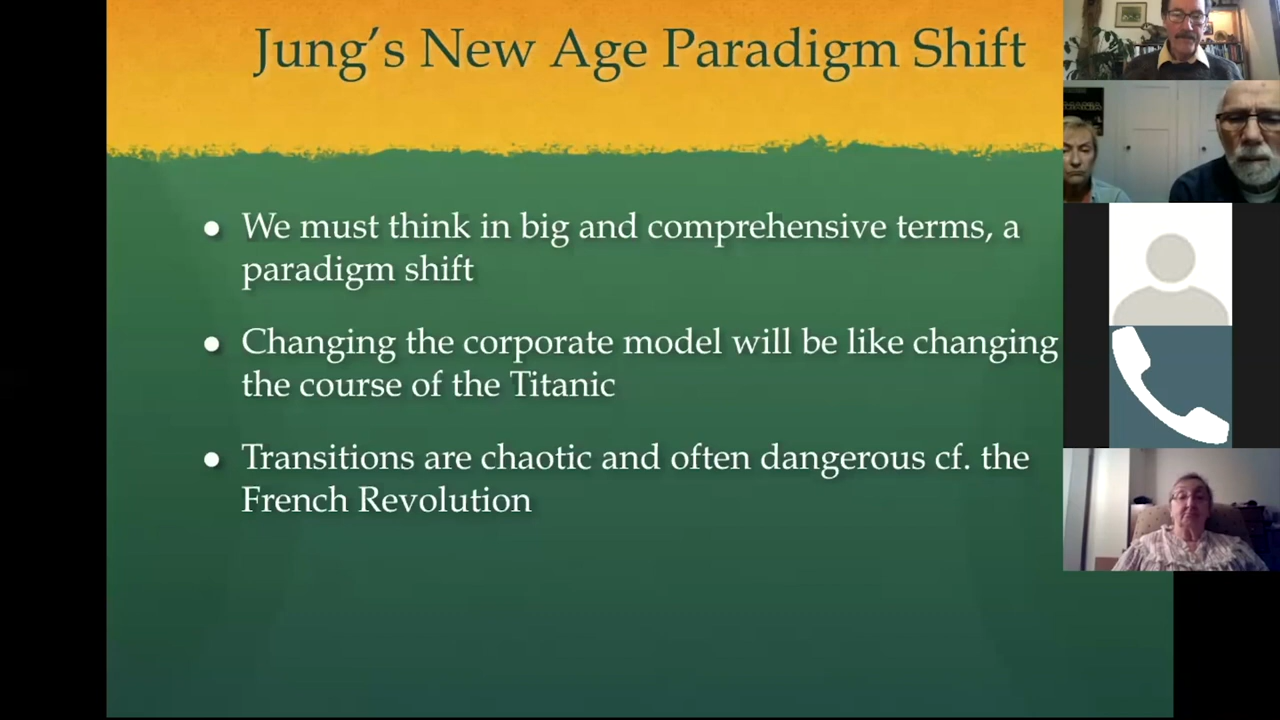 Jung’s New Age Paradigm Shift
● We must think in big and comprehensive terms, a
paradigm shift
● Changing the corporate model will be like changing
the course of the Titanic
● Transitions are chaotic and often dangerous cf. the
French Revolution